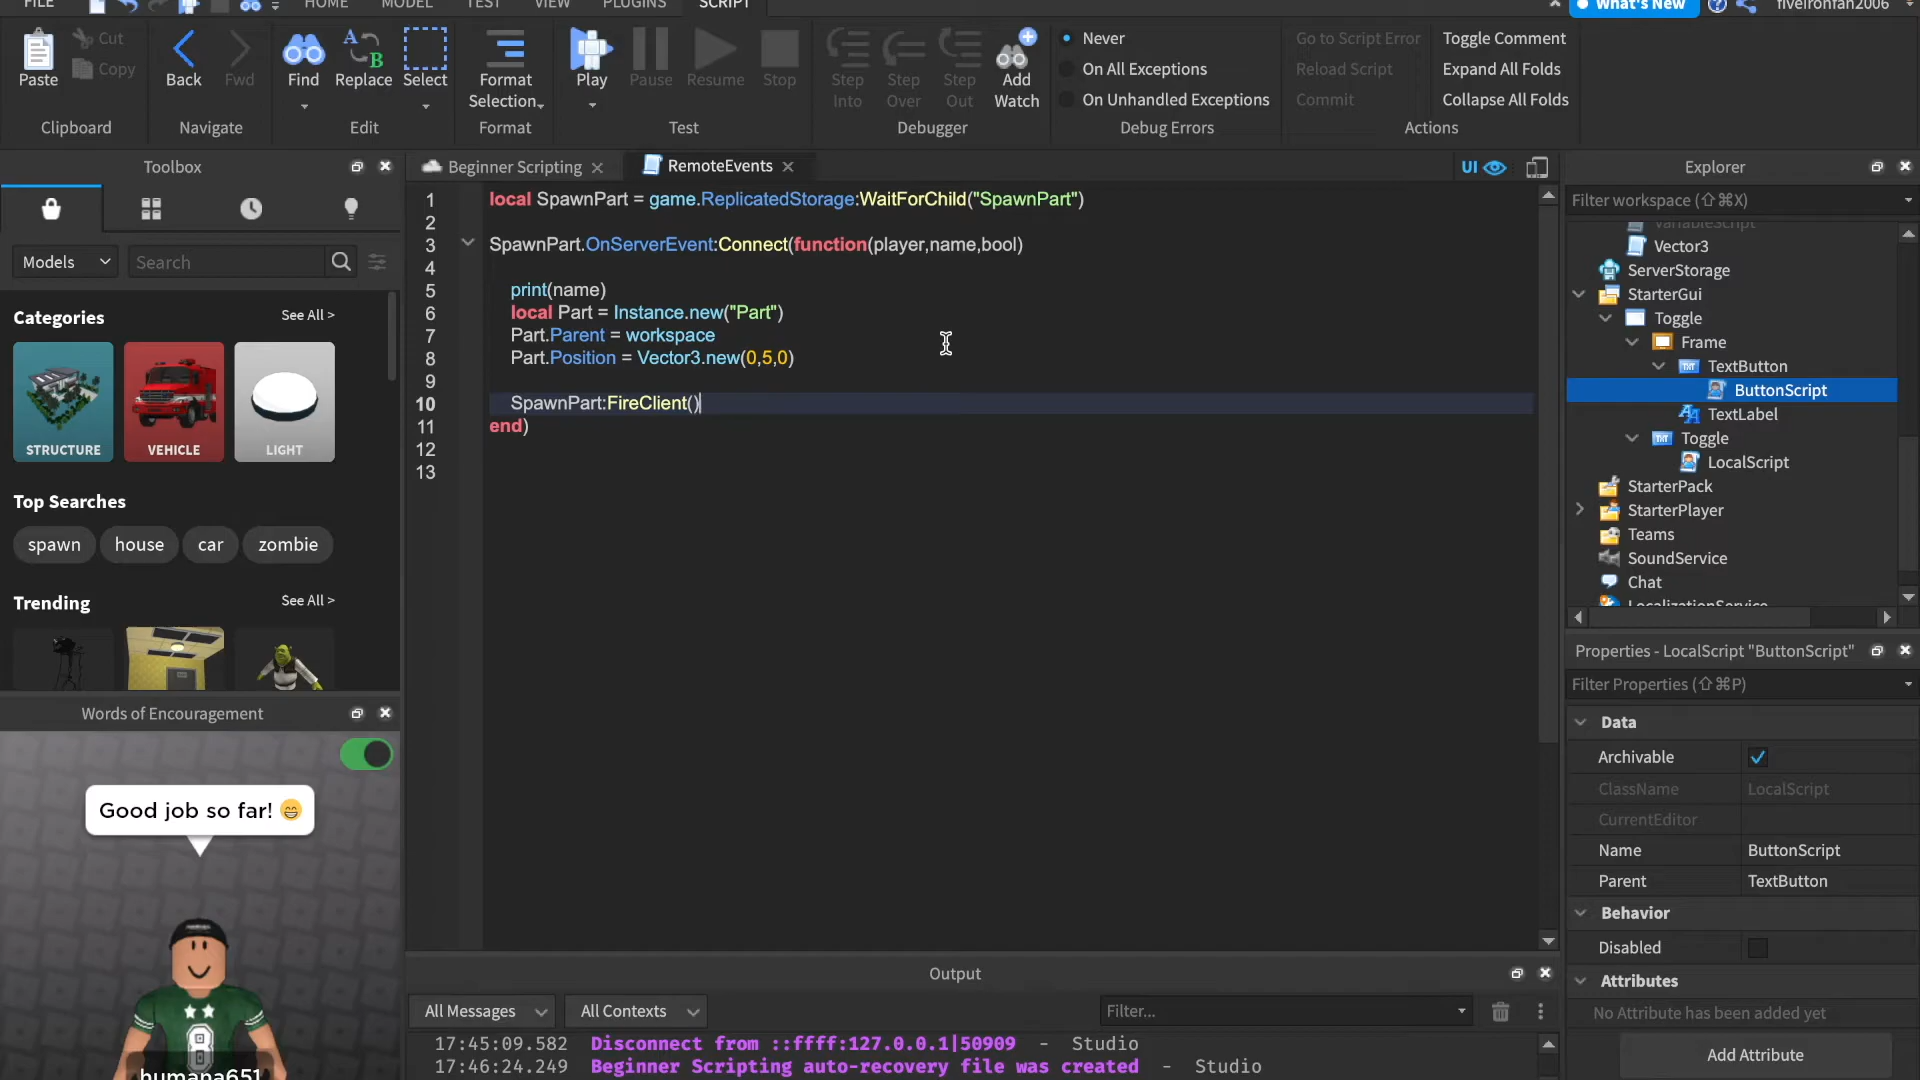 FILE HOME MODEL TEST VIEW PLUGINS SCRIPT What's New fiveironfan2006
Paste Cut Copy
Clipboard
Back Fwd
Navigate
Find Replace Select
Edit
Format Selection
Format
Play Pause Resume Stop
Test
Step Into Step Over Step Out Add Watch
Debugger
Never
On All Exceptions
On Unhandled Exceptions
Debug Errors
Go to Script Error
Reload Script
Commit
Toggle Comment
Expand All Folds
Collapse All Folds
Actions
Toolbox
Models Search
Categories See All >
STRUCTURE VEHICLE LIGHT
Top Searches
spawn house car zombie
Trending See All >
Words of Encouragement
Good job so far! 😁
humana651
Beginner Scripting RemoteEvents UI
1 local SpawnPart = game.ReplicatedStorage:WaitForChild("SpawnPart")
2
3 SpawnPart.OnServerEvent:Connect(function(player,name,bool)
4
5 print(name)
6 local Part = Instance.new("Part")
7 Part.Parent = workspace
8 Part.Position = Vector3.new(0,5,0)
9
10 SpawnPart:FireClient()
11 end)
12
13
Output
All Messages All Contexts Filter...
17:45:09.582 Disconnect from ::ffff:127.0.0.1|50909 - Studio
17:46:24.249 Beginner Scripting auto-recovery file was created - Studio
Explorer
Filter workspace (⇧⌘X)
VariableScript
Vector3
ServerStorage
StarterGui
Toggle
Frame
TextButton
ButtonScript
TextLabel
Toggle
LocalScript
StarterPack
StarterPlayer
Teams
SoundService
Chat
LocalizationService
Properties - LocalScript "ButtonScript"
Filter Properties (⇧⌘P)
Data
Archivable
ClassName LocalScript
CurrentEditor
Name ButtonScript
Parent TextButton
Behavior
Disabled
Attributes
No Attribute has been added yet
Add Attribute